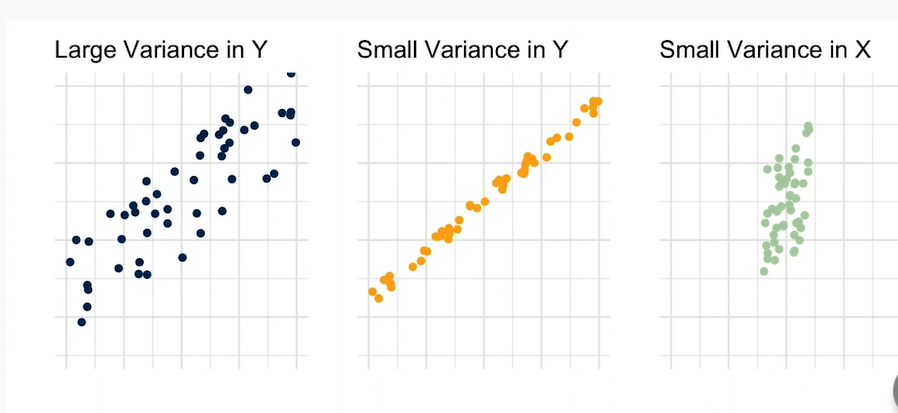 Large Variance in Y
Small Variance in Y
Small Variance in X